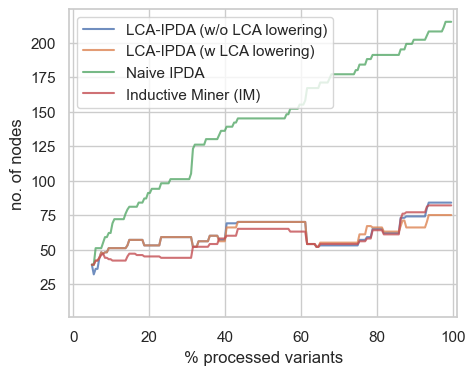 LCA-IPDA (w/o LCA lowering)
LCA-IPDA (w LCA lowering)
Naive IPDA
Inductive Miner (IM)
no. of nodes
200
175
150
125
100
75
50
25
0 20 40 60 80 100
% processed variants